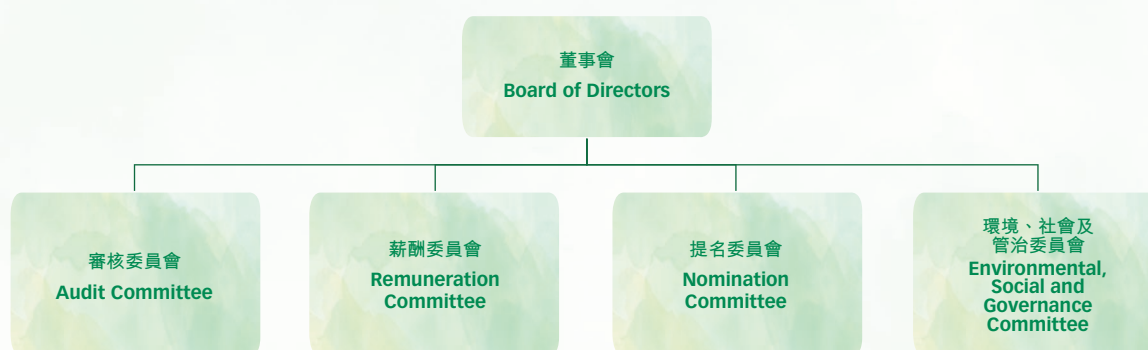 董事會
Board of Directors
審核委員會
Audit Committee
薪酬委員會
Remuneration
Committee
提名委員會
Nomination
Committee
環境、社會及
管治委員會
Environmental,
Social and
Governance
Committee